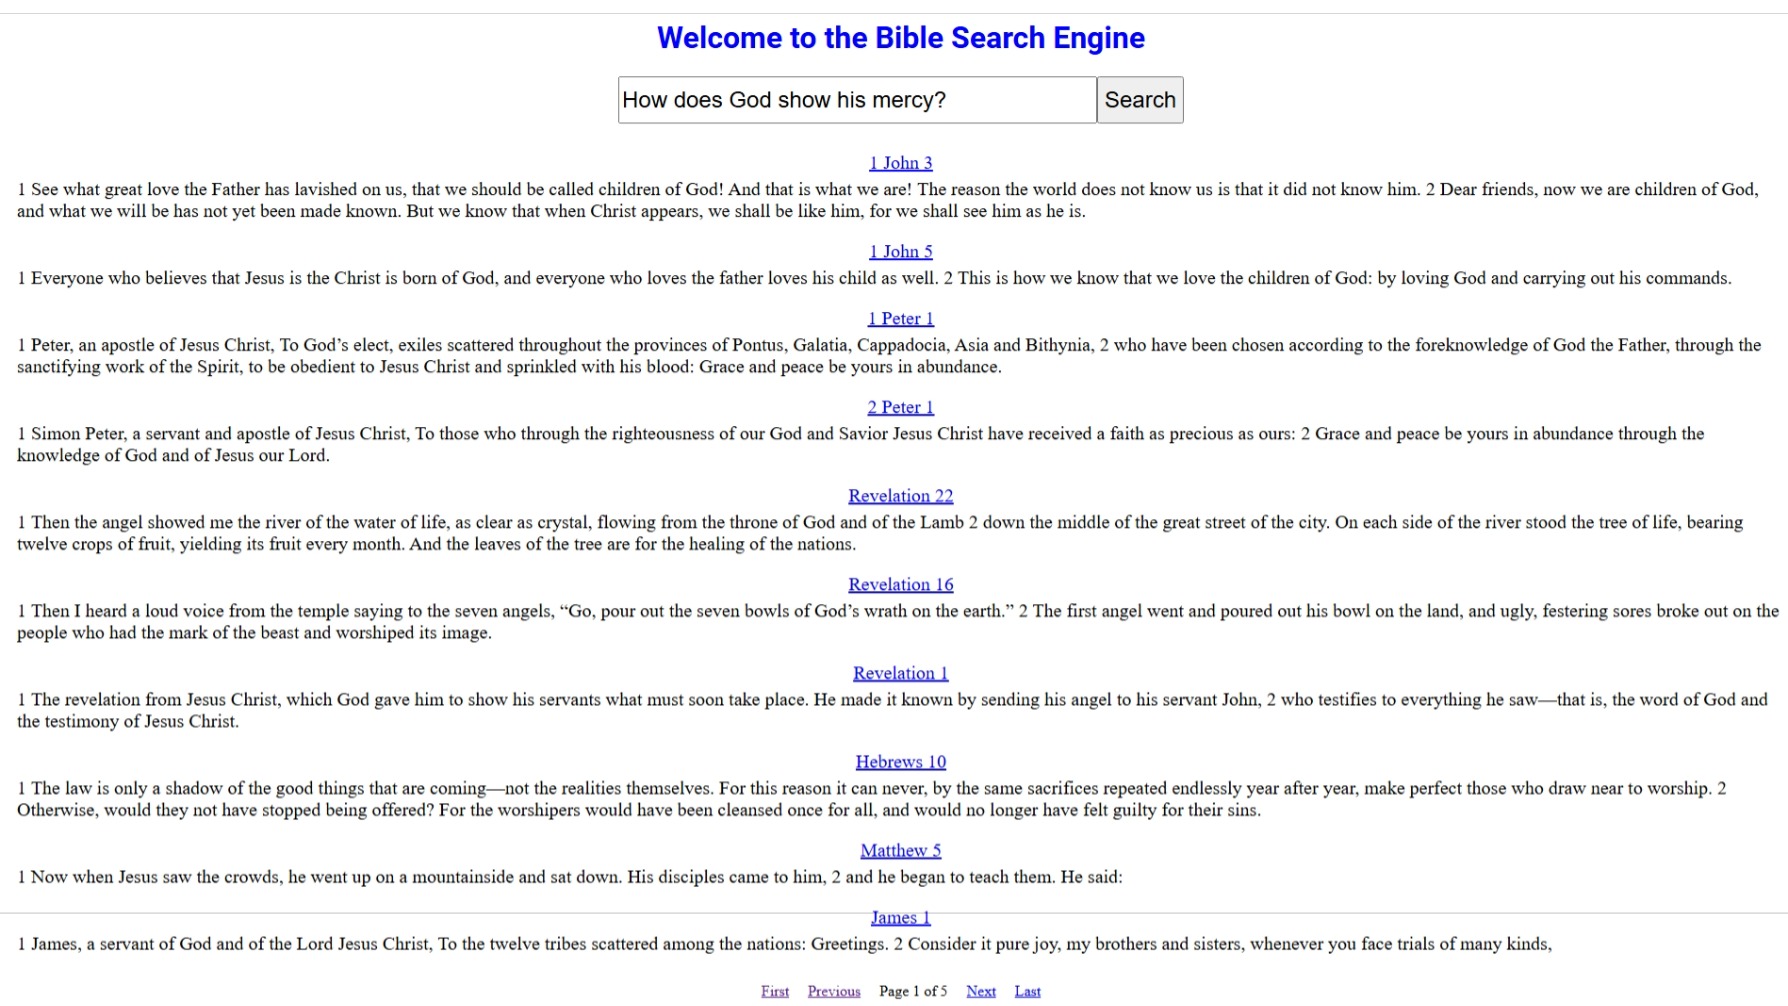 Welcome to the Bible Search Engine
How does God show his mercy?
Search
1 John 3
1 See what great love the Father has lavished on us, that we should be called children of God! And that is what we are! The reason the world does not know us is that it did not know him. 2 Dear friends, now we are children of God,
and what we will be has not yet been made known. But we know that when Christ appears, we shall be like him, for we shall see him as he is.
1 John 5
1 Everyone who believes that Jesus is the Christ is born of God, and everyone who loves the father loves his child as well. 2 This is how we know that we love the children of God: by loving God and carrying out his commands.
1 Peter 1
1 Peter, an apostle of Jesus Christ, To God’s elect, exiles scattered throughout the provinces of Pontus, Galatia, Cappadocia, Asia and Bithynia, 2 who have been chosen according to the foreknowledge of God the Father, through the
sanctifying work of the Spirit, to be obedient to Jesus Christ and sprinkled with his blood: Grace and peace be yours in abundance.
2 Peter 1
1 Simon Peter, a servant and apostle of Jesus Christ, To those who through the righteousness of our God and Savior Jesus Christ have received a faith as precious as ours: 2 Grace and peace be yours in abundance through the
knowledge of God and of Jesus our Lord.
Revelation 22
1 Then the angel showed me the river of the water of life, as clear as crystal, flowing from the throne of God and of the Lamb 2 down the middle of the great street of the city. On each side of the river stood the tree of life, bearing
twelve crops of fruit, yielding its fruit every month. And the leaves of the tree are for the healing of the nations.
Revelation 16
1 Then I heard a loud voice from the temple saying to the seven angels, “Go, pour out the seven bowls of God’s wrath on the earth.” 2 The first angel went and poured out his bowl on the land, and ugly, festering sores broke out on the
people who had the mark of the beast and worshiped its image.
Revelation 1
1 The revelation from Jesus Christ, which God gave him to show his servants what must soon take place. He made it known by sending his angel to his servant John, 2 who testifies to everything he saw—that is, the word of God and
the testimony of Jesus Christ.
Hebrews 10
1 The law is only a shadow of the good things that are coming—not the realities themselves. For this reason it can never, by the same sacrifices repeated endlessly year after year, make perfect those who draw near to worship. 2
Otherwise, would they not have stopped being offered? For the worshipers would have been cleansed once for all, and would no longer have felt guilty for their sins.
Matthew 5
1 Now when Jesus saw the crowds, he went up on a mountainside and sat down. His disciples came to him, 2 and he began to teach them. He said:
James 1
1 James, a servant of God and of the Lord Jesus Christ, To the twelve tribes scattered among the nations: Greetings. 2 Consider it pure joy, my brothers and sisters, whenever you face trials of many kinds,
First Previous Page 1 of 5 Next Last